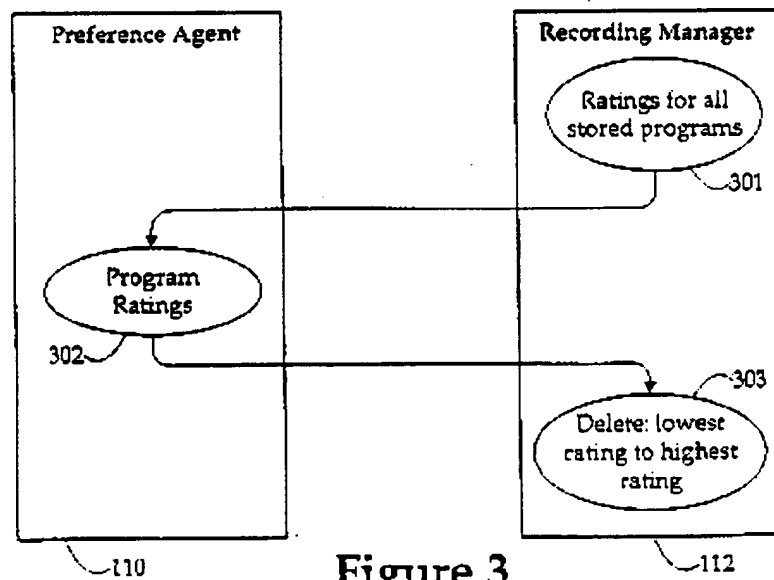 Preference Agent
Recording Manager
Ratings for all
stored programs
301
Program
Ratings
302
303
Delete: lowest
rating to highest
rating
110
112
Figure 3